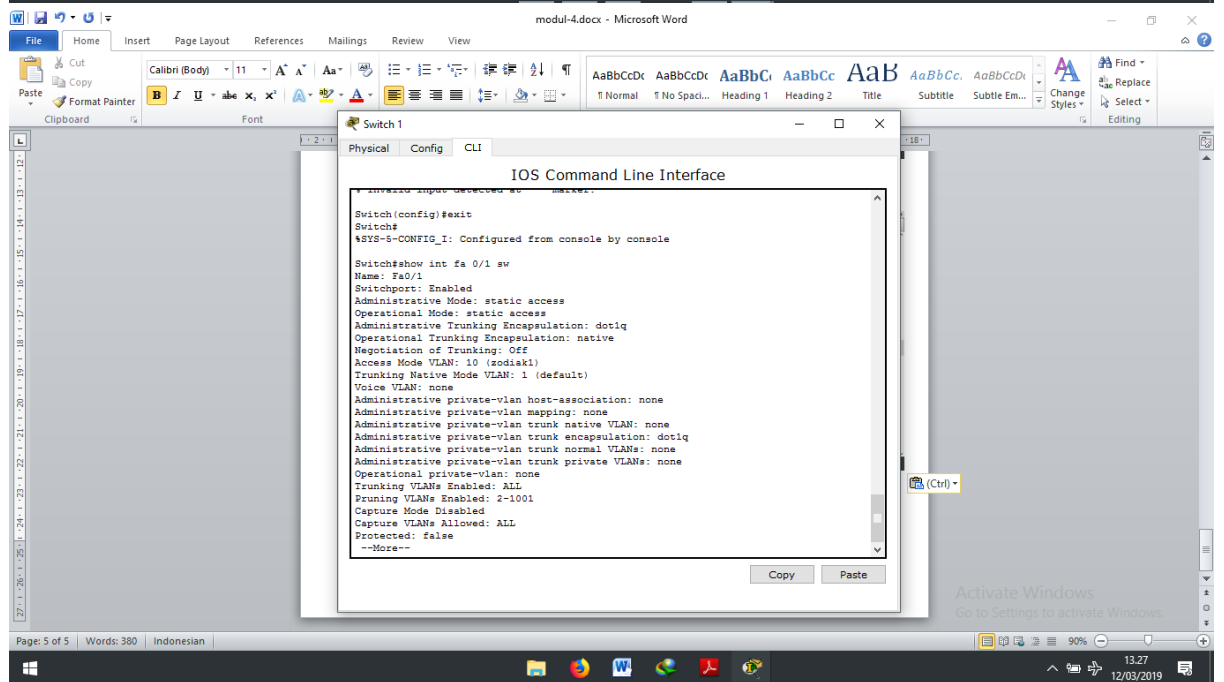 modul-4.docx - Microsoft Word
File Home Insert Page Layout References Mailings Review View
Paste
Cut
Copy
Format Painter
Clipboard
Calibri (Body) 11
B I U abc x₂ x²
Font
AaBbCcDc AaBbCcDc AaBbC AaBbCc AaB AaBbCc. AaBbCcDc
¶ Normal ¶ No Spaci... Heading 1 Heading 2 Title Subtitle Subtle Em...
Change Styles
Find
Replace
Select
Editing
Switch 1
Physical Config CLI
IOS Command Line Interface
% Invalid input detected at marker.
Switch(config)#exit
Switch#
%SYS-5-CONFIG_I: Configured from console by console
Switch#show int fa 0/1 sw
Name: Fa0/1
Switchport: Enabled
Administrative Mode: static access
Operational Mode: static access
Administrative Trunking Encapsulation: dot1q
Operational Trunking Encapsulation: native
Negotiation of Trunking: Off
Access Mode VLAN: 10 (zodiak1)
Trunking Native Mode VLAN: 1 (default)
Voice VLAN: none
Administrative private-vlan host-association: none
Administrative private-vlan mapping: none
Administrative private-vlan trunk native VLAN: none
Administrative private-vlan trunk encapsulation: dot1q
Administrative private-vlan trunk normal VLANs: none
Administrative private-vlan trunk private VLANs: none
Operational private-vlan: none
Trunking VLANs Enabled: ALL
Pruning VLANs Enabled: 2-1001
Capture Mode Disabled
Capture VLANs Allowed: ALL
Protected: false
--More--
Copy Paste
(Ctrl)
Activate Windows
Go to Settings to activate Windows.
Page: 5 of 5 Words: 380 Indonesian
90%
13.27
12/03/2019